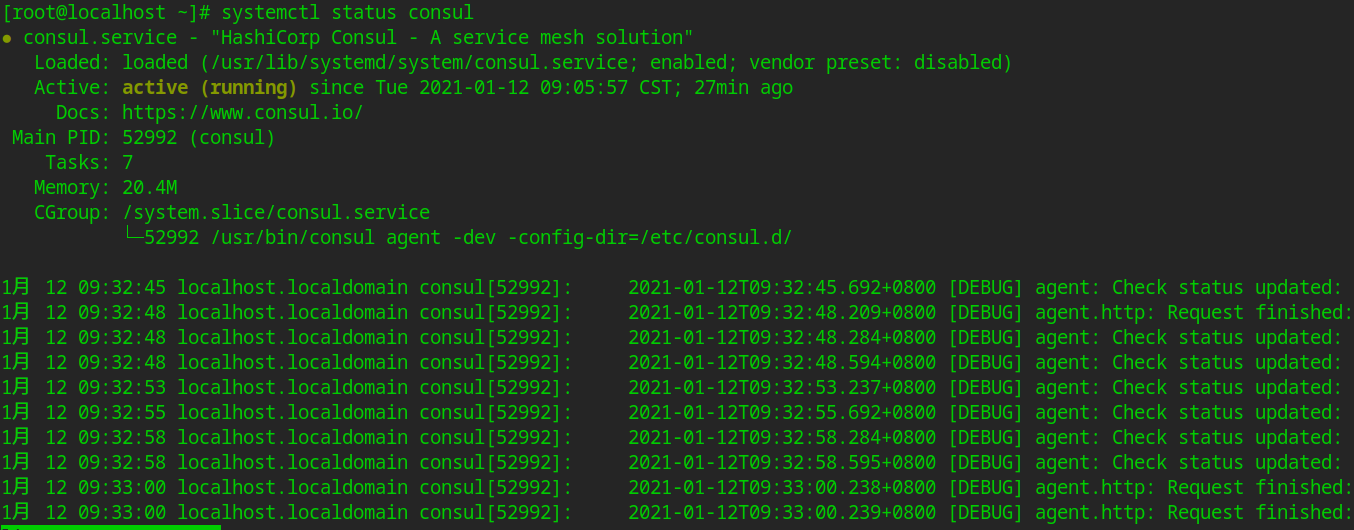 [root@localhost ~]# systemctl status consul
● consul.service - "HashiCorp Consul - A service mesh solution"
   Loaded: loaded (/usr/lib/systemd/system/consul.service; enabled; vendor preset: disabled)
   Active: active (running) since Tue 2021-01-12 09:05:57 CST; 27min ago
     Docs: https://www.consul.io/
 Main PID: 52992 (consul)
    Tasks: 7
   Memory: 20.4M
   CGroup: /system.slice/consul.service
           └─52992 /usr/bin/consul agent -dev -config-dir=/etc/consul.d/

1月 12 09:32:45 localhost.localdomain consul[52992]:     2021-01-12T09:32:45.692+0800 [DEBUG] agent: Check status updated:
1月 12 09:32:48 localhost.localdomain consul[52992]:     2021-01-12T09:32:48.209+0800 [DEBUG] agent.http: Request finished:
1月 12 09:32:48 localhost.localdomain consul[52992]:     2021-01-12T09:32:48.284+0800 [DEBUG] agent: Check status updated:
1月 12 09:32:48 localhost.localdomain consul[52992]:     2021-01-12T09:32:48.594+0800 [DEBUG] agent: Check status updated:
1月 12 09:32:53 localhost.localdomain consul[52992]:     2021-01-12T09:32:53.237+0800 [DEBUG] agent: Check status updated:
1月 12 09:32:55 localhost.localdomain consul[52992]:     2021-01-12T09:32:55.692+0800 [DEBUG] agent: Check status updated:
1月 12 09:32:58 localhost.localdomain consul[52992]:     2021-01-12T09:32:58.284+0800 [DEBUG] agent: Check status updated:
1月 12 09:32:58 localhost.localdomain consul[52992]:     2021-01-12T09:32:58.595+0800 [DEBUG] agent: Check status updated:
1月 12 09:33:00 localhost.localdomain consul[52992]:     2021-01-12T09:33:00.238+0800 [DEBUG] agent.http: Request finished:
1月 12 09:33:00 localhost.localdomain consul[52992]:     2021-01-12T09:33:00.239+0800 [DEBUG] agent.http: Request finished: